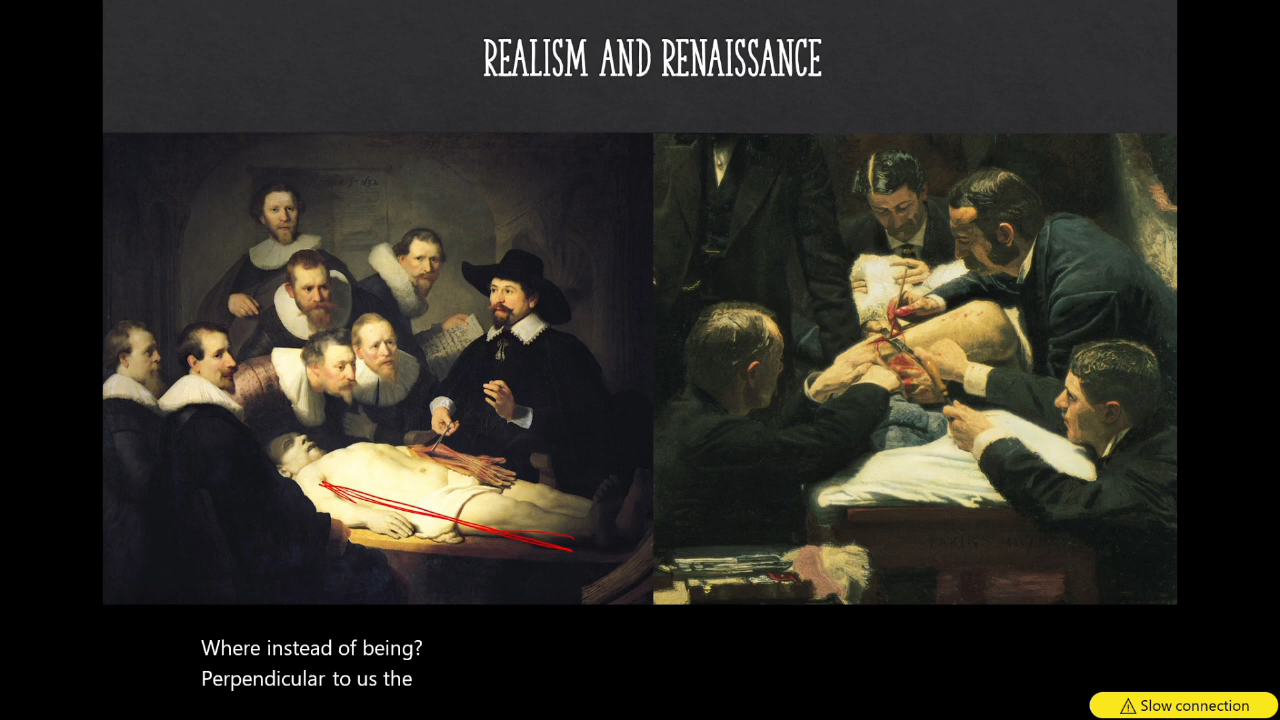 REALISM AND RENAISSANCE
Where instead of being?
Perpendicular to us the
Slow connection